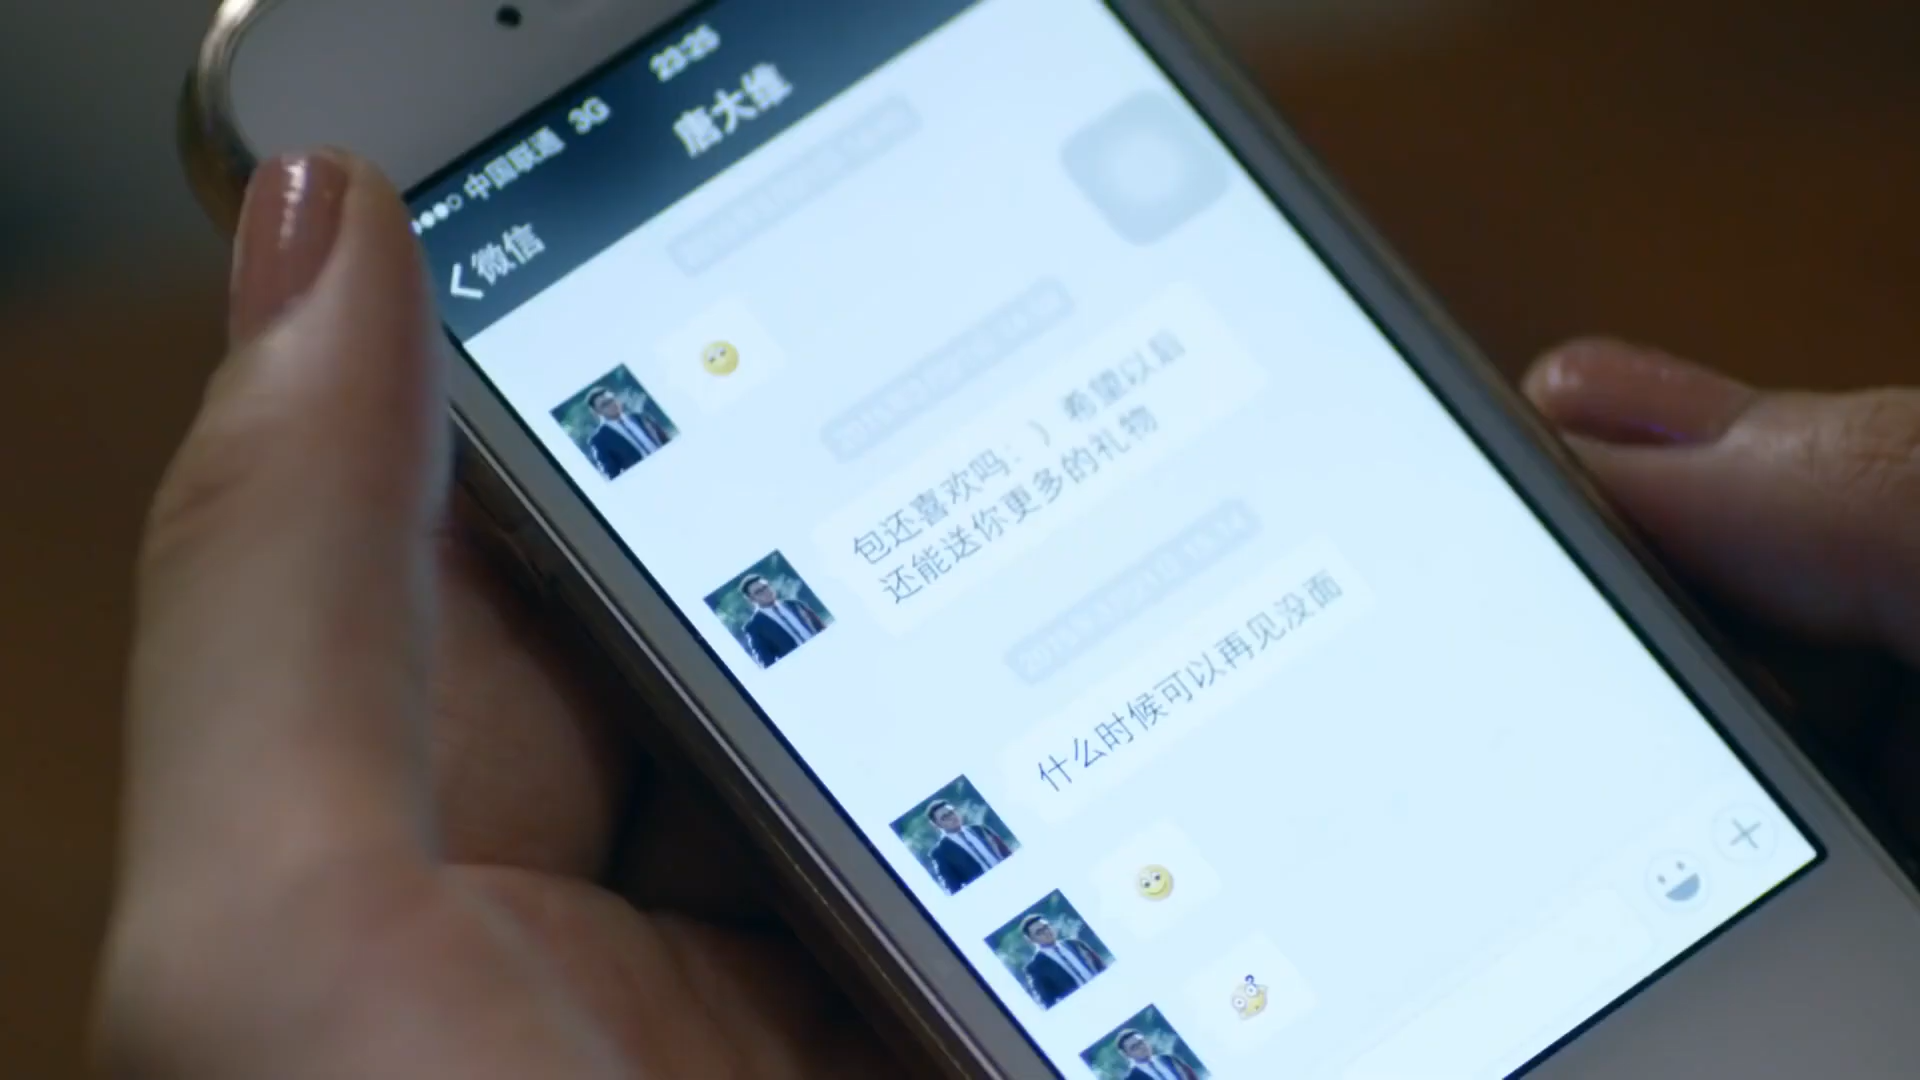 中国联通 3G
23:25
微信
唐大维
包还喜欢吗：）希望以后
还能送你更多的礼物
什么时候可以再见没面